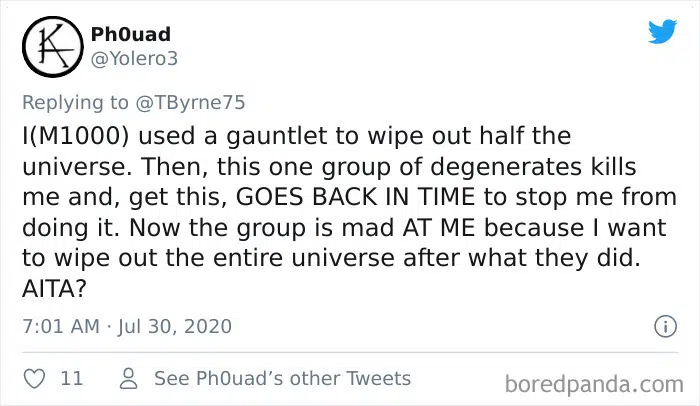 Ph0uad
@Yolero3
Replying to @TByrne75
I(M1000) used a gauntlet to wipe out half the
universe. Then, this one group of degenerates kills
me and, get this, GOES BACK IN TIME to stop me from
doing it. Now the group is mad AT ME because I want
to wipe out the entire universe after what they did.
AITA?
7:01 AM · Jul 30, 2020
11
See Ph0uad’s other Tweets
boredpanda.com